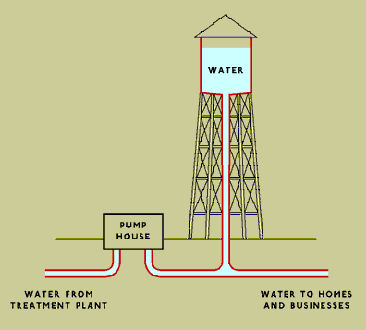 WATER
PUMP
HOUSE
WATER FROM
TREATMENT PLANT
WATER TO HOMES
AND BUSINESSES